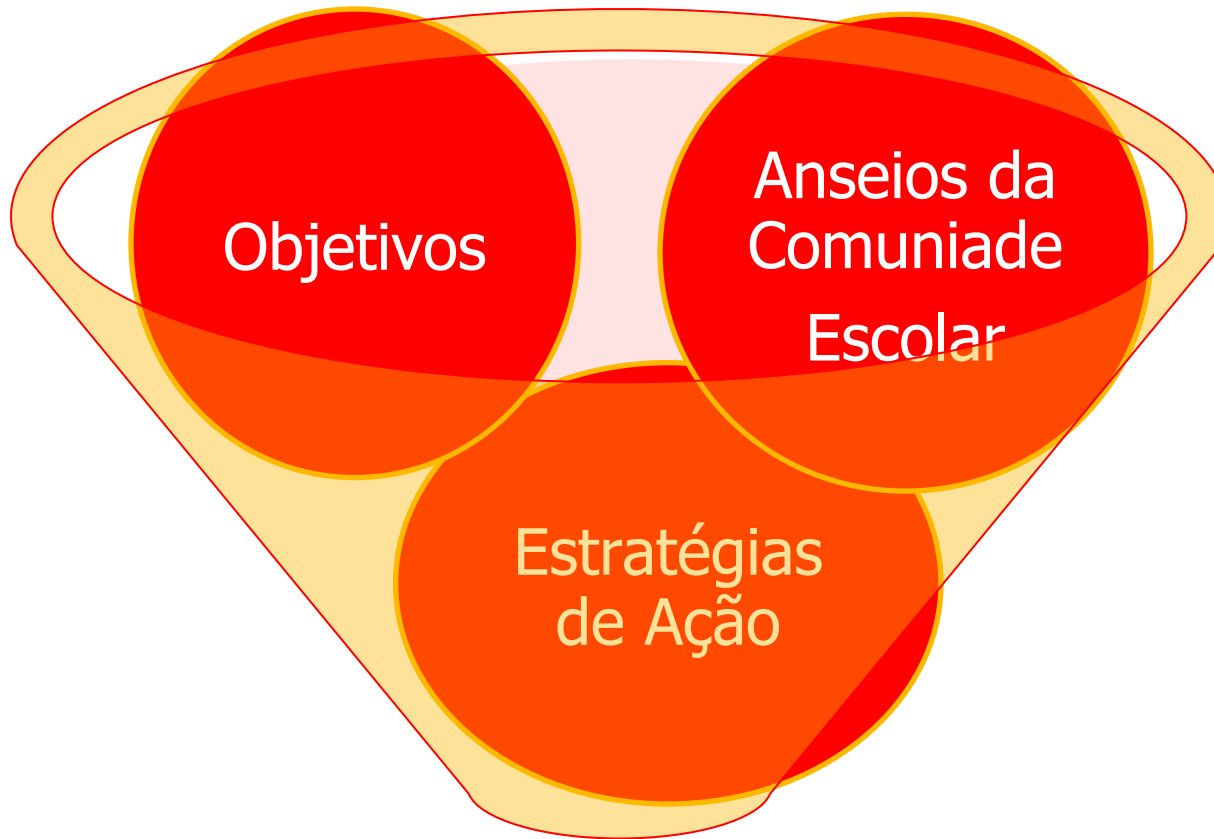 Objetivos
Anseios da
Comuniade
Escolar
Estratégias
de Ação